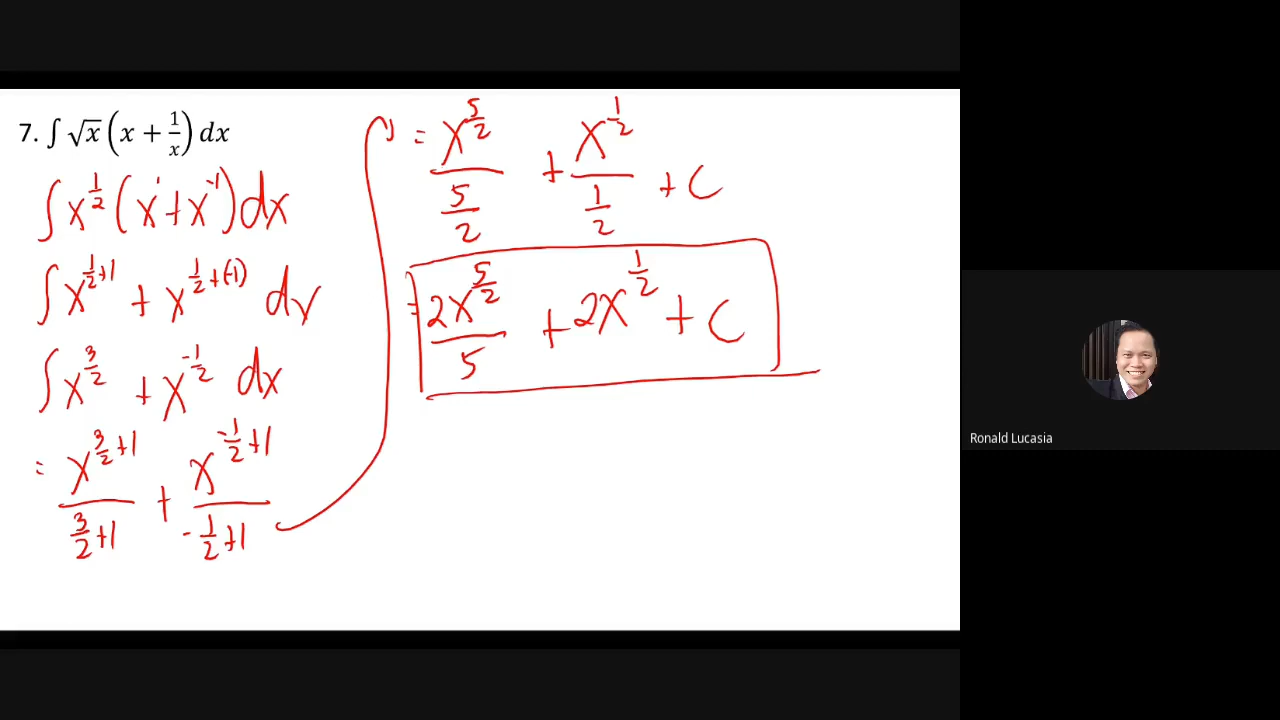 7. ∫ √x (x + 1/x) dx
∫ x^(1/2) (x^1 + x^(-1)) dx
∫ x^(1/2+1) + x^(1/2+(-1)) dx
∫ x^(3/2) + x^(-1/2) dx
= x^(3/2+1)/(3/2+1) + x^(-1/2+1)/(-1/2+1)
= x^(5/2)/(5/2) + x^(1/2)/(1/2) + C
= 2x^(5/2)/5 + 2x^(1/2) + C
Ronald Lucasia